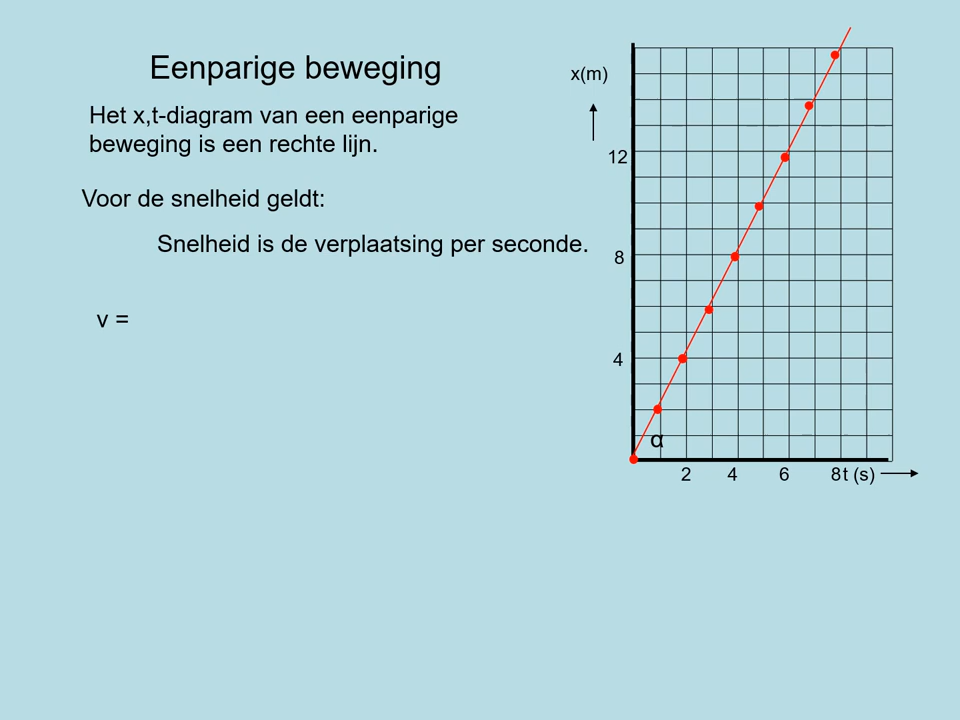 Eenparige beweging
Het x,t-diagram van een eenparige
beweging is een rechte lijn.
Voor de snelheid geldt:
Snelheid is de verplaatsing per seconde.
v =
x(m)
12
8
4
α
2 4 6 8 t (s)